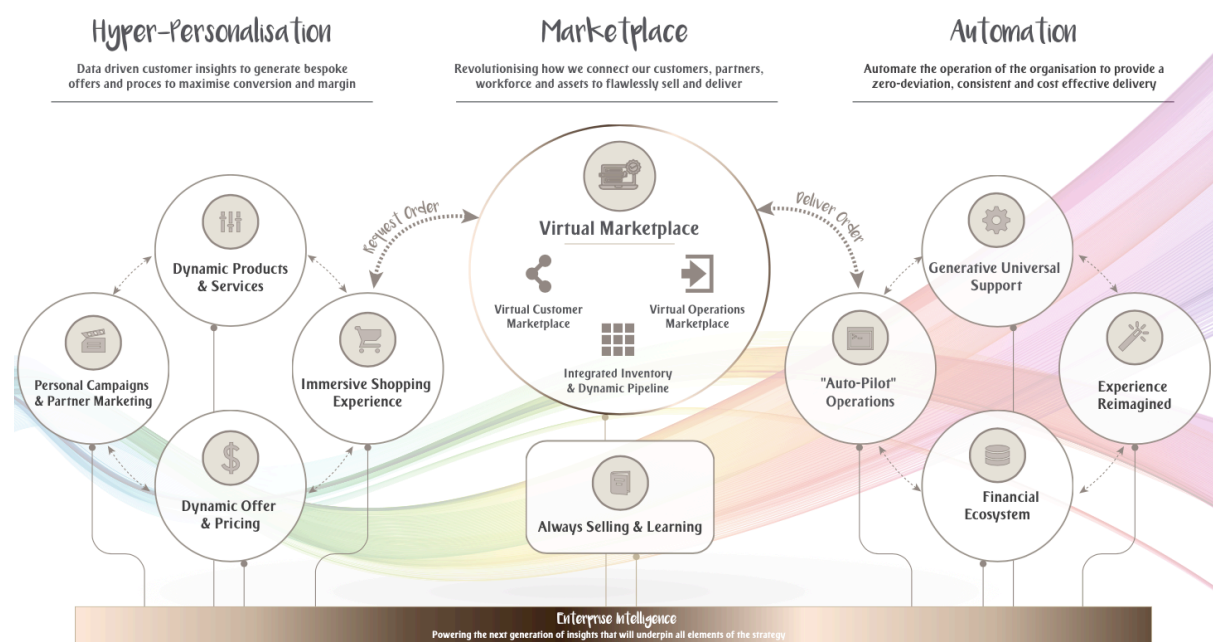 Hyper-Personalisation
Data driven customer insights to generate bespoke
offers and proces to maximise conversion and margin
Marketplace
Revolutionising how we connect our customers, partners,
workforce and assets to flawlessly sell and deliver
Automation
Automate the operation of the organisation to provide a
zero-deviation, consistent and cost effective delivery
Dynamic Products
& Services
Personal Campaigns
& Partner Marketing
Immersive Shopping
Experience
Dynamic Offer
& Pricing
Request Order
Virtual Marketplace
Virtual Customer
Marketplace
Virtual Operations
Marketplace
Integrated Inventory
& Dynamic Pipeline
Always Selling & Learning
Deliver Order
Generative Universal
Support
"Auto-Pilot"
Operations
Experience
Reimagined
Financial
Ecosystem
Enterprise Intelligence
Powering the next generation of insights that will underpin all elements of the strategy